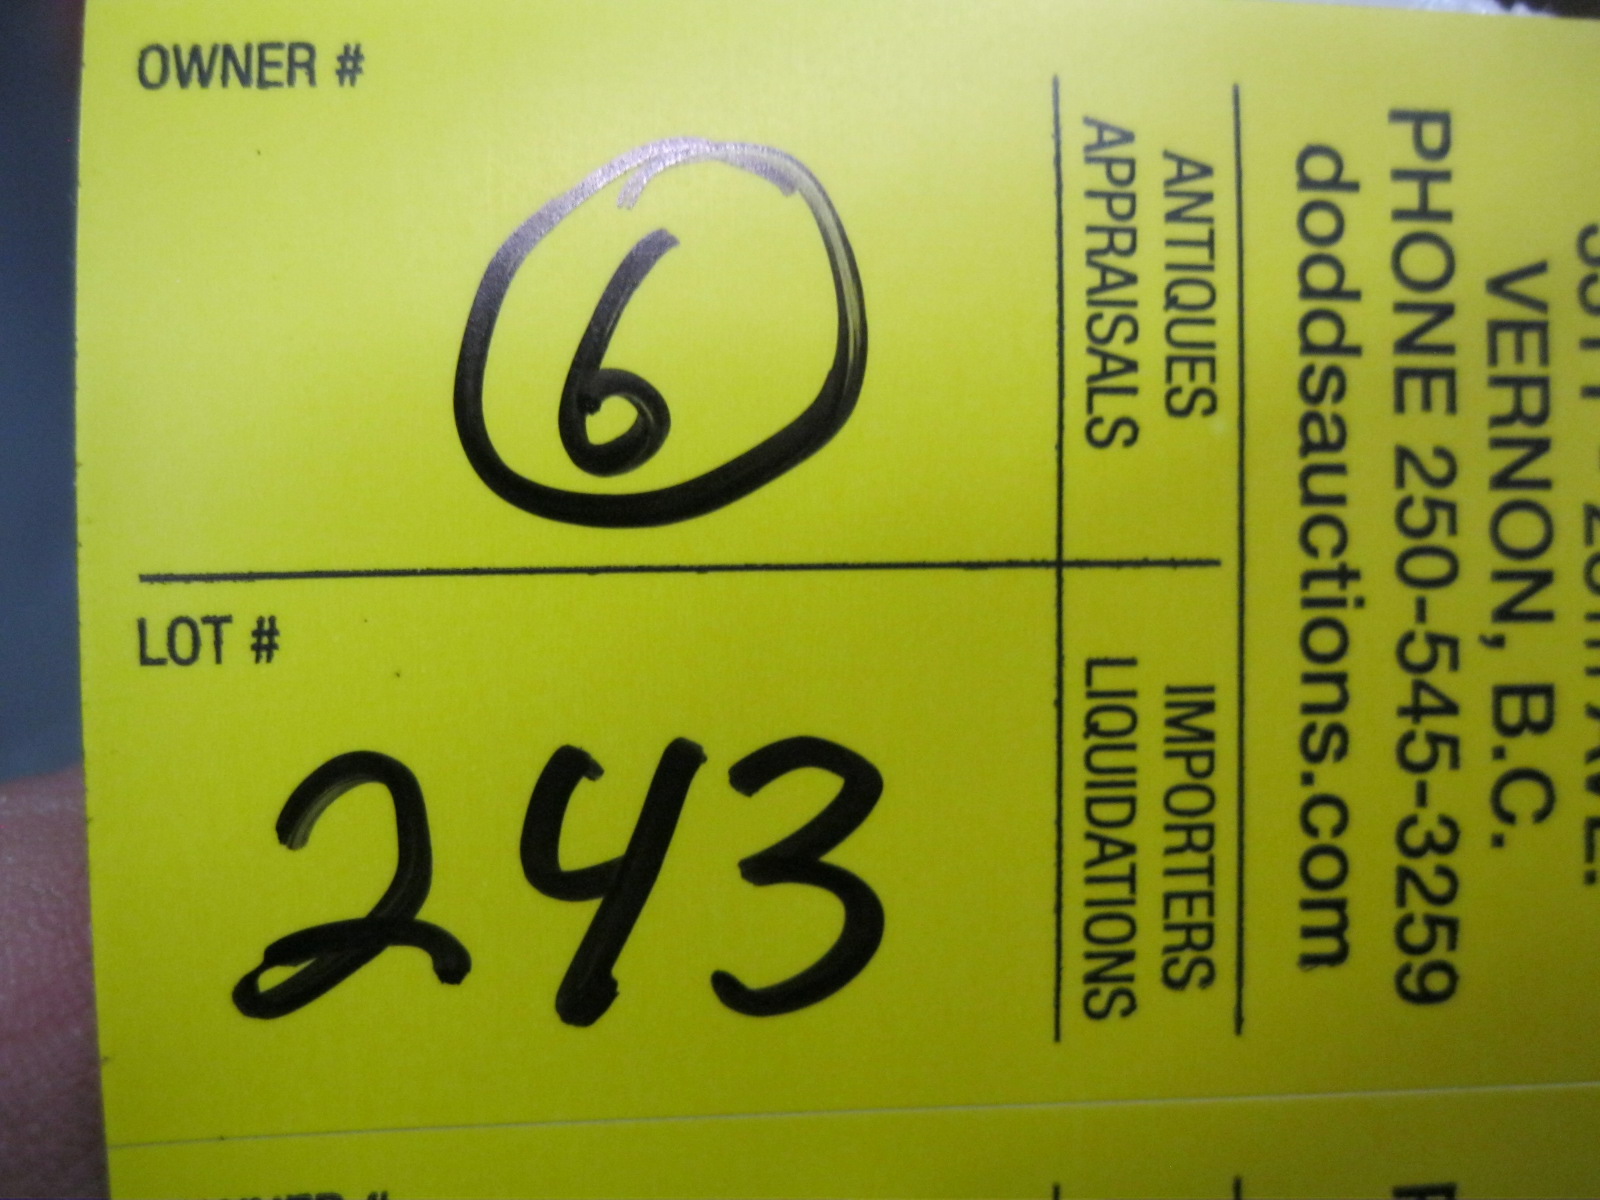 OWNER #
6
LOT #
243
VERNON, B.C.
PHONE 250-545-3259
doddsauctions.com
ANTIQUES IMPORTERS
APPRAISALS LIQUIDATIONS